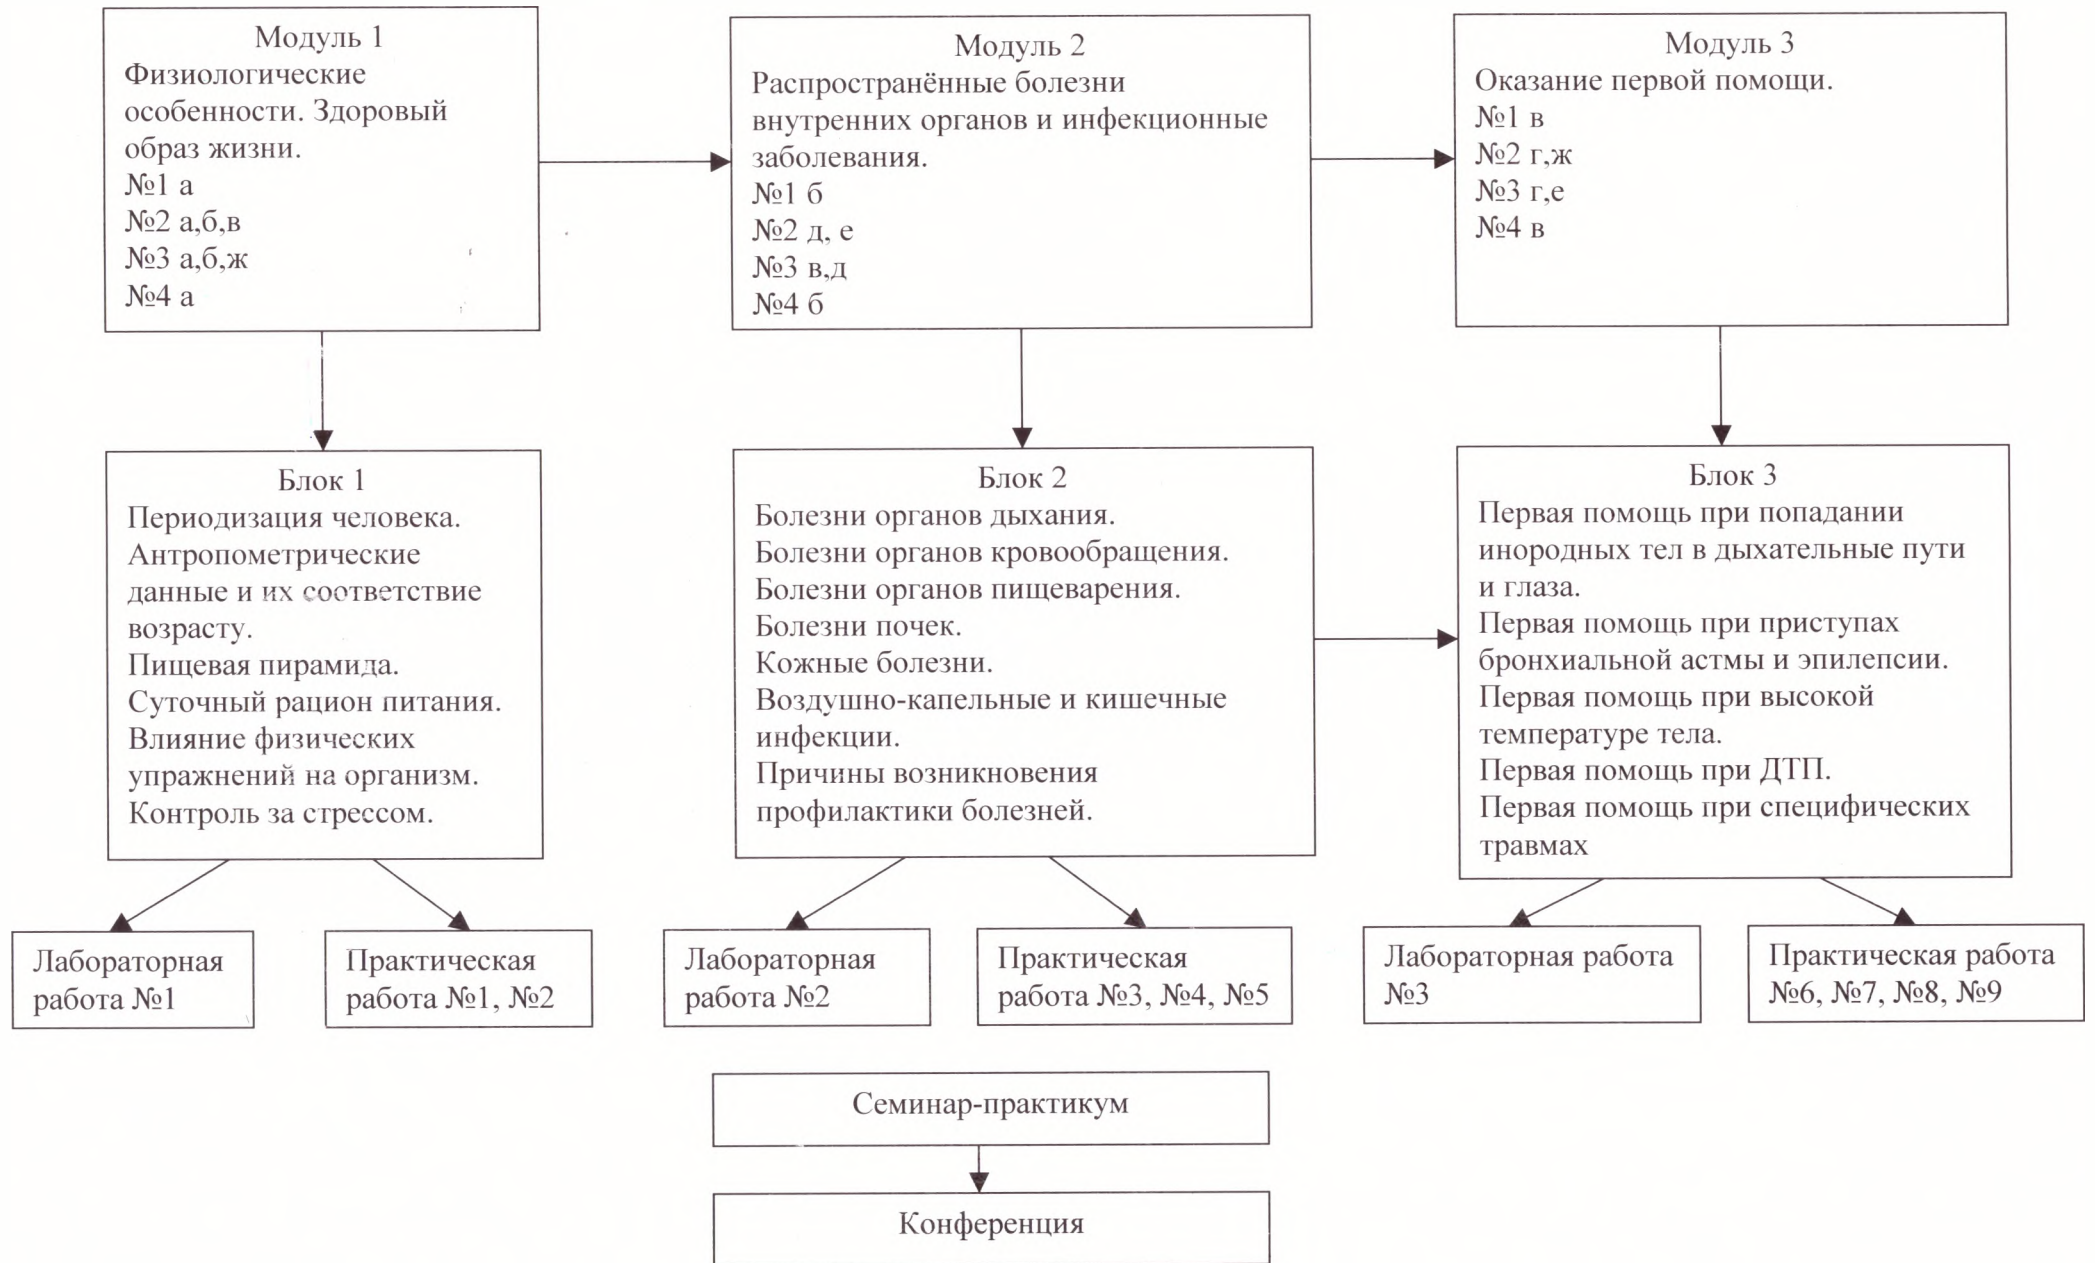 Модуль 1
Физиологические
особенности. Здоровый
образ жизни.
№1 а
№2 а,б,в
№3 а,б,ж
№4 а
Модуль 2
Распространённые болезни
внутренних органов и инфекционные
заболевания.
№1 б
№2 д, е
№3 в,д
№4 б
Модуль 3
Оказание первой помощи.
№1 в
№2 г,ж
№3 г,е
№4 в
Блок 1
Периодизация человека.
Антропометрические
данные и их соответствие
возрасту.
Пищевая пирамида.
Суточный рацион питания.
Влияние физических
упражнений на организм.
Контроль за стрессом.
Блок 2
Болезни органов дыхания.
Болезни органов кровообращения.
Болезни органов пищеварения.
Болезни почек.
Кожные болезни.
Воздушно-капельные и кишечные
инфекции.
Причины возникновения
профилактики болезней.
Блок 3
Первая помощь при попадании
инородных тел в дыхательные пути
и глаза.
Первая помощь при приступах
бронхиальной астмы и эпилепсии.
Первая помощь при высокой
температуре тела.
Первая помощь при ДТП.
Первая помощь при специфических
травмах
Лабораторная
работа №1
Практическая
работа №1, №2
Лабораторная
работа №2
Практическая
работа №3, №4, №5
Лабораторная работа
№3
Практическая работа
№6, №7, №8, №9
Семинар-практикум
Конференция